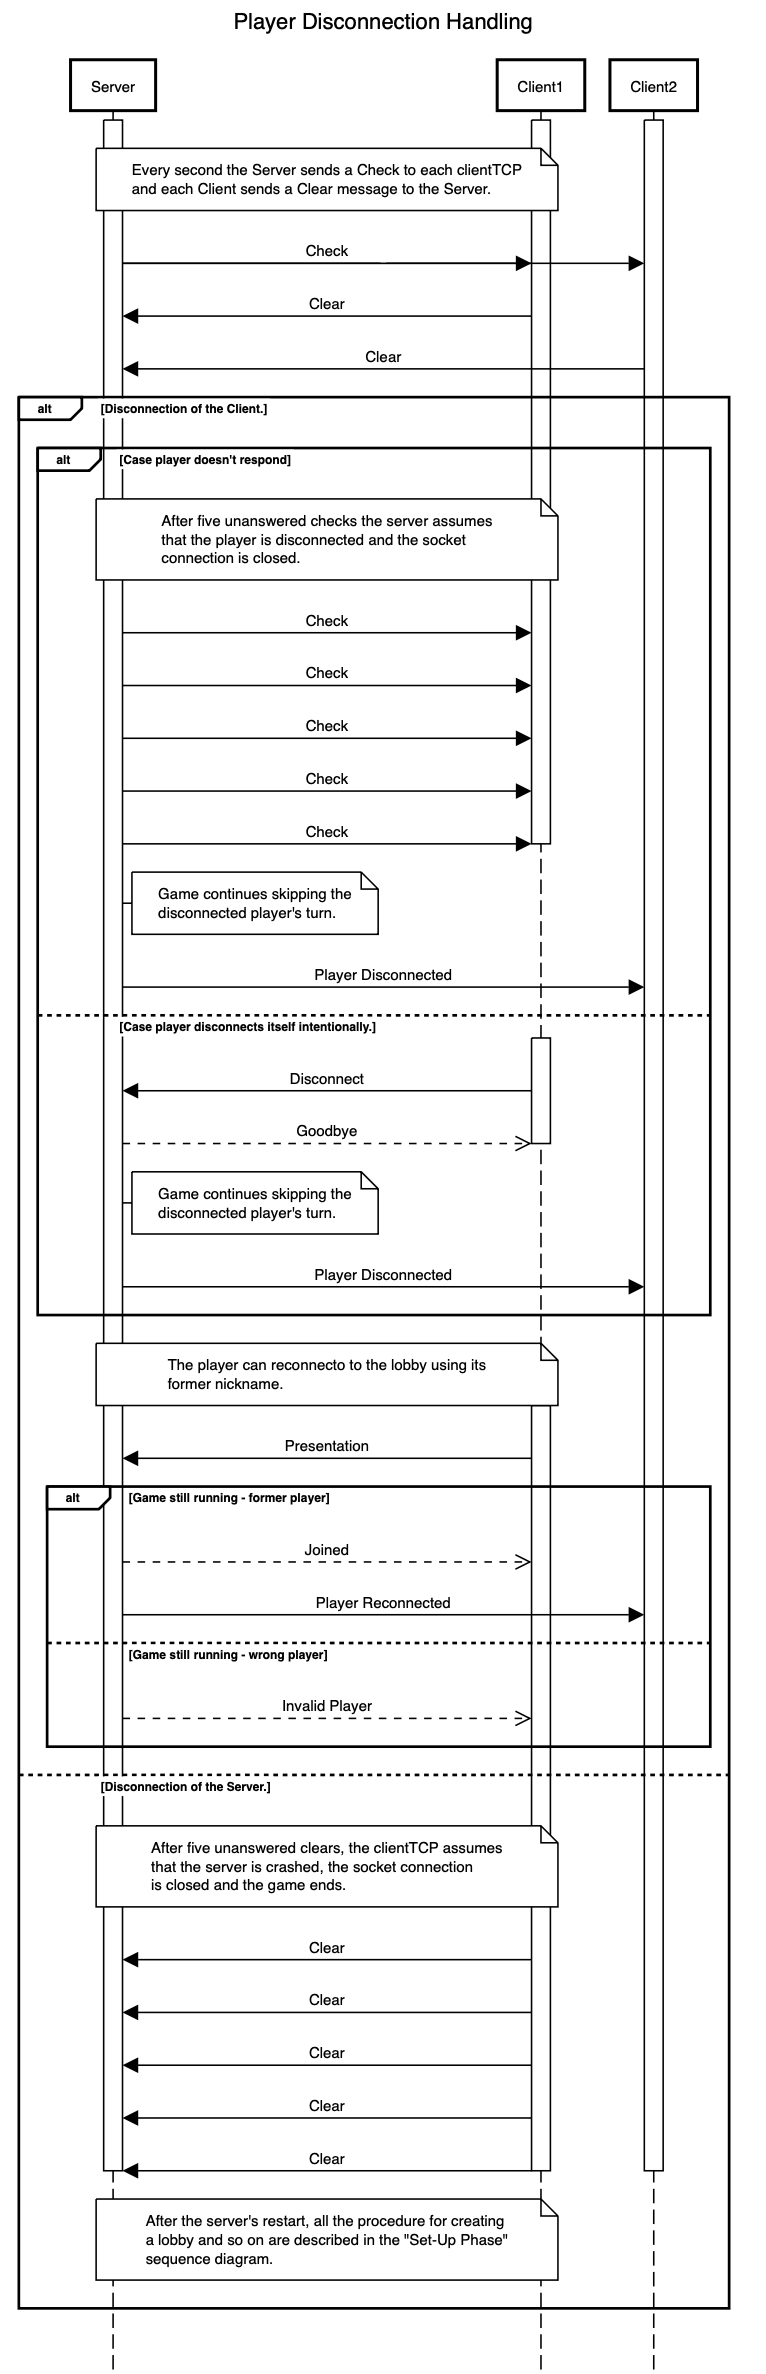 Player Disconnection Handling
Server
Client1
Client2
Every second the Server sends a Check to each clientTCP
and each Client sends a Clear message to the Server.
Check
Clear
Clear
alt
[Disconnection of the Client.]
alt
[Case player doesn't respond]
After five unanswered checks the server assumes
that the player is disconnected and the socket
connection is closed.
Check
Check
Check
Check
Check
Game continues skipping the
disconnected player's turn.
Player Disconnected
[Case player disconnects itself intentionally.]
Disconnect
Goodbye
Game continues skipping the
disconnected player's turn.
Player Disconnected
The player can reconnecto to the lobby using its
former nickname.
Presentation
alt
[Game still running - former player]
Joined
Player Reconnected
[Game still running - wrong player]
Invalid Player
[Disconnection of the Server.]
After five unanswered clears, the clientTCP assumes
that the server is crashed, the socket connection
is closed and the game ends.
Clear
Clear
Clear
Clear
Clear
After the server's restart, all the procedure for creating
a lobby and so on are described in the "Set-Up Phase"
sequence diagram.